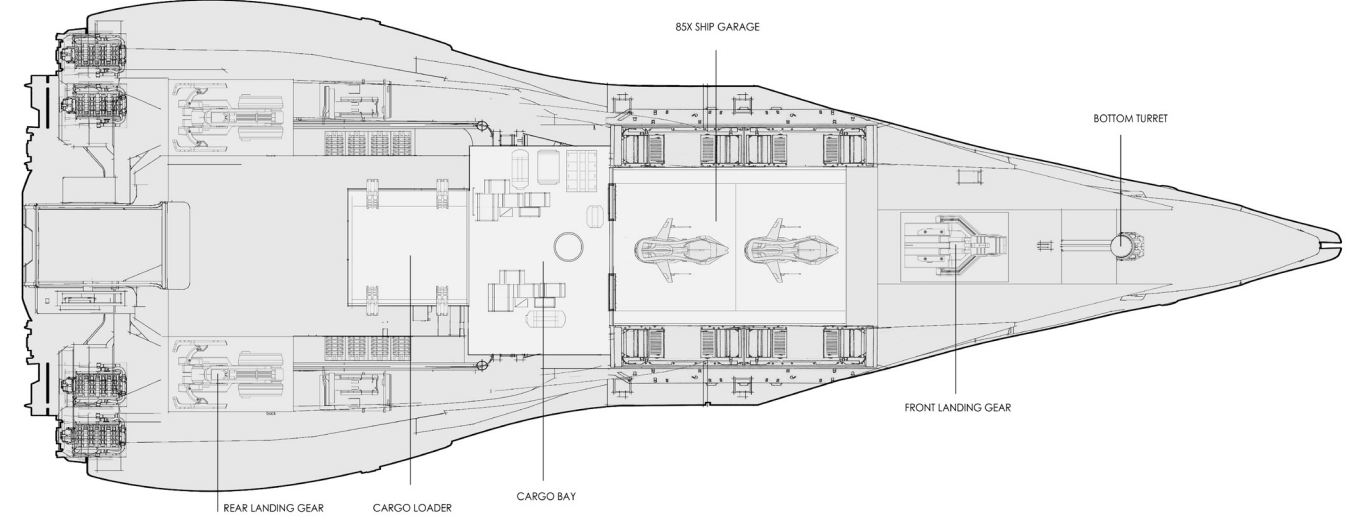 85X SHIP GARAGE
BOTTOM TURRET
FRONT LANDING GEAR
CARGO BAY
REAR LANDING GEAR
CARGO LOADER